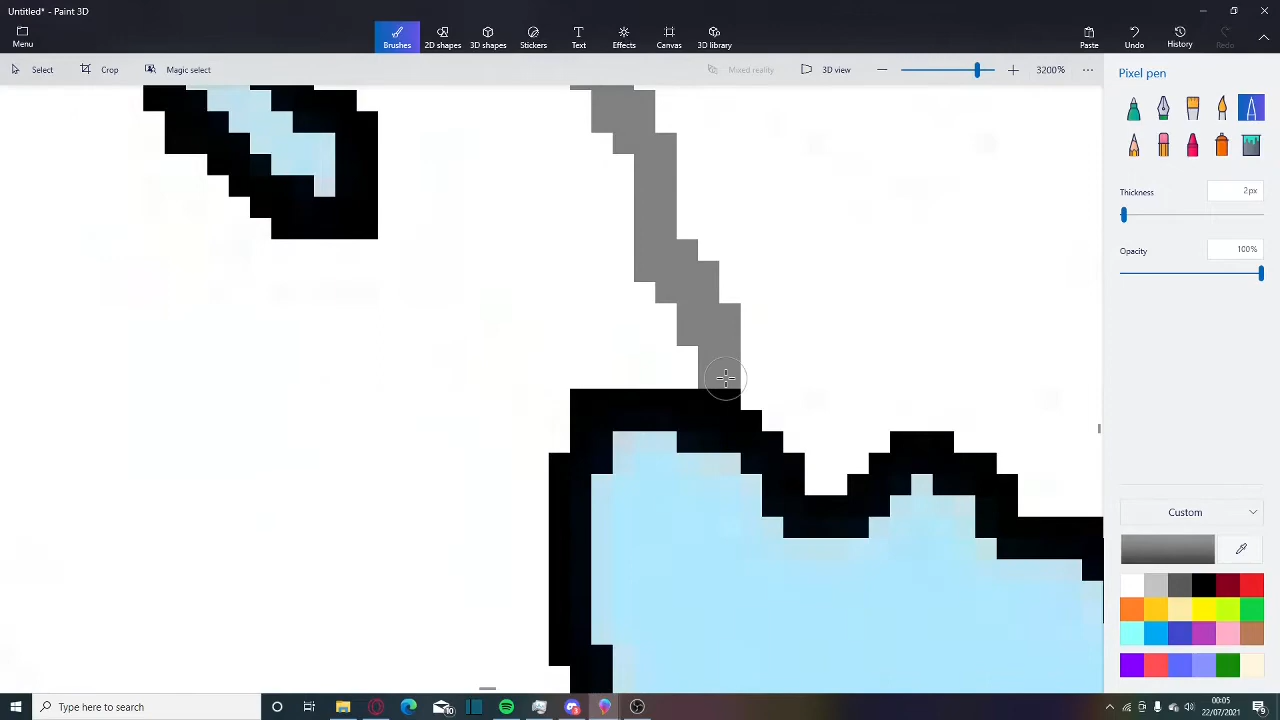 Untitled* - Paint 3D
Menu
Brushes
2D shapes
3D shapes
Stickers
Text
Effects
Canvas
3D library
Paste
Undo
History
Redo
Select
Crop
Magic select
Mixed reality
3D view
Pixel pen
Thickness
2px
Opacity
100%
Custom
Type here to search
10
00:05
22/07/2021